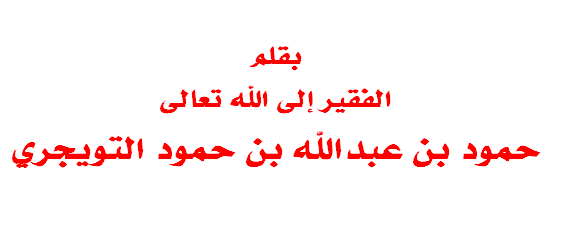 بقلم
الفقير إلى الله تعالى
حمود بن عبدالله بن حمود التويجري